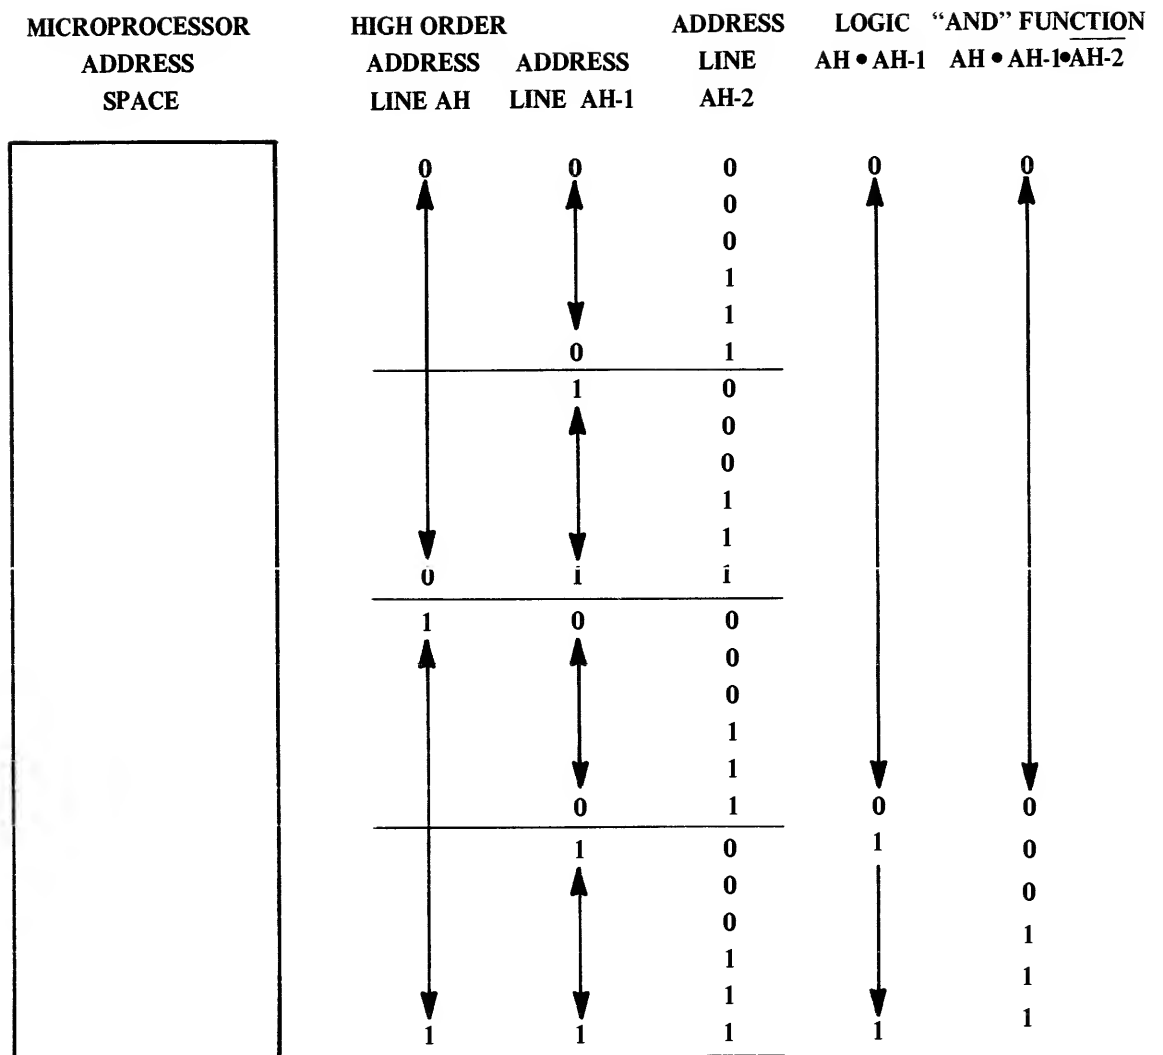 MICROPROCESSOR ADDRESS SPACE
HIGH ORDER ADDRESS LINE AH
ADDRESS LINE AH-1
ADDRESS LINE AH-2
LOGIC “AND” FUNCTION
AH • AH-1 AH • AH-1•A̅H̅-̅2̅
0 0 0 0 0
0
0
1
1
0 1
1 0
0
0
1
1
0 1 1
1 0 0
0
0
1
1
0 1 0 0
1 0 1 0
0 0
0 1
1 1
1 1
1 1 1 1